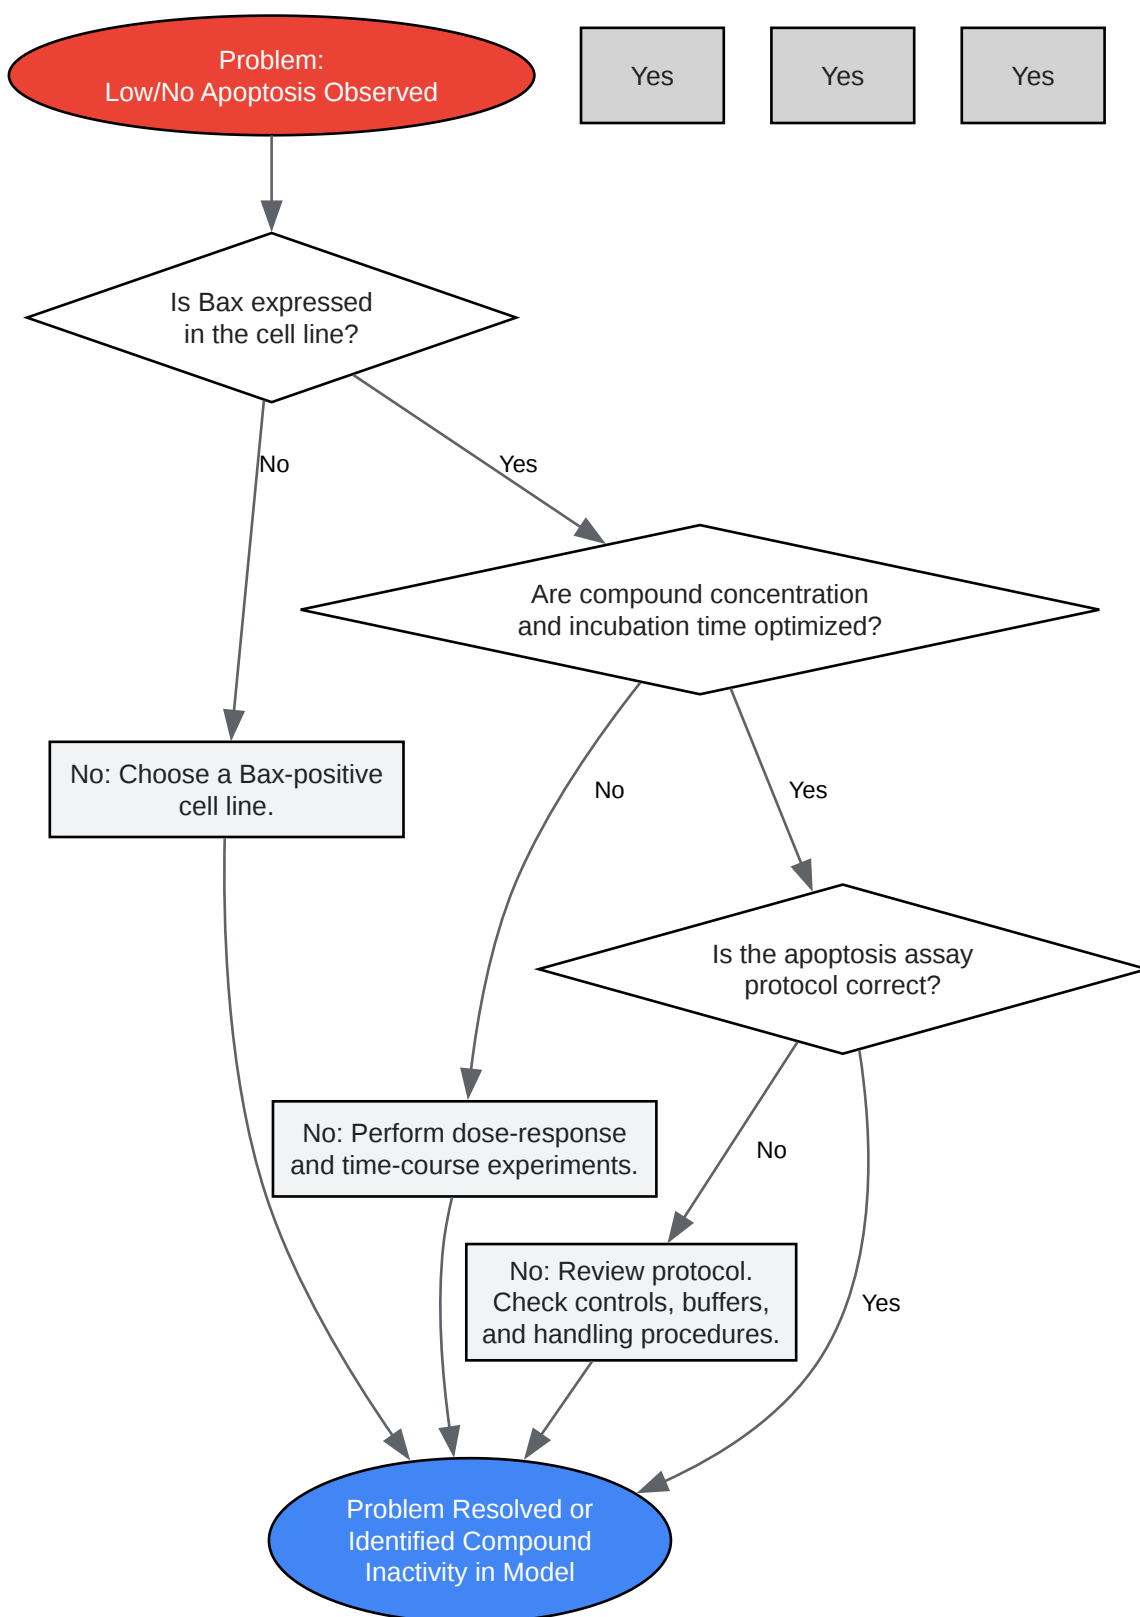 Problem:
Low/No Apoptosis Observed
Yes
Yes
Yes
Is Bax expressed
in the cell line?
No
Yes
Are compound concentration
and incubation time optimized?
No: Choose a Bax-positive
cell line.
No
Yes
Is the apoptosis assay
protocol correct?
No: Perform dose-response
and time-course experiments.
No
No: Review protocol.
Check controls, buffers,
and handling procedures.
Yes
Problem Resolved or
Identified Compound
Inactivity in Model